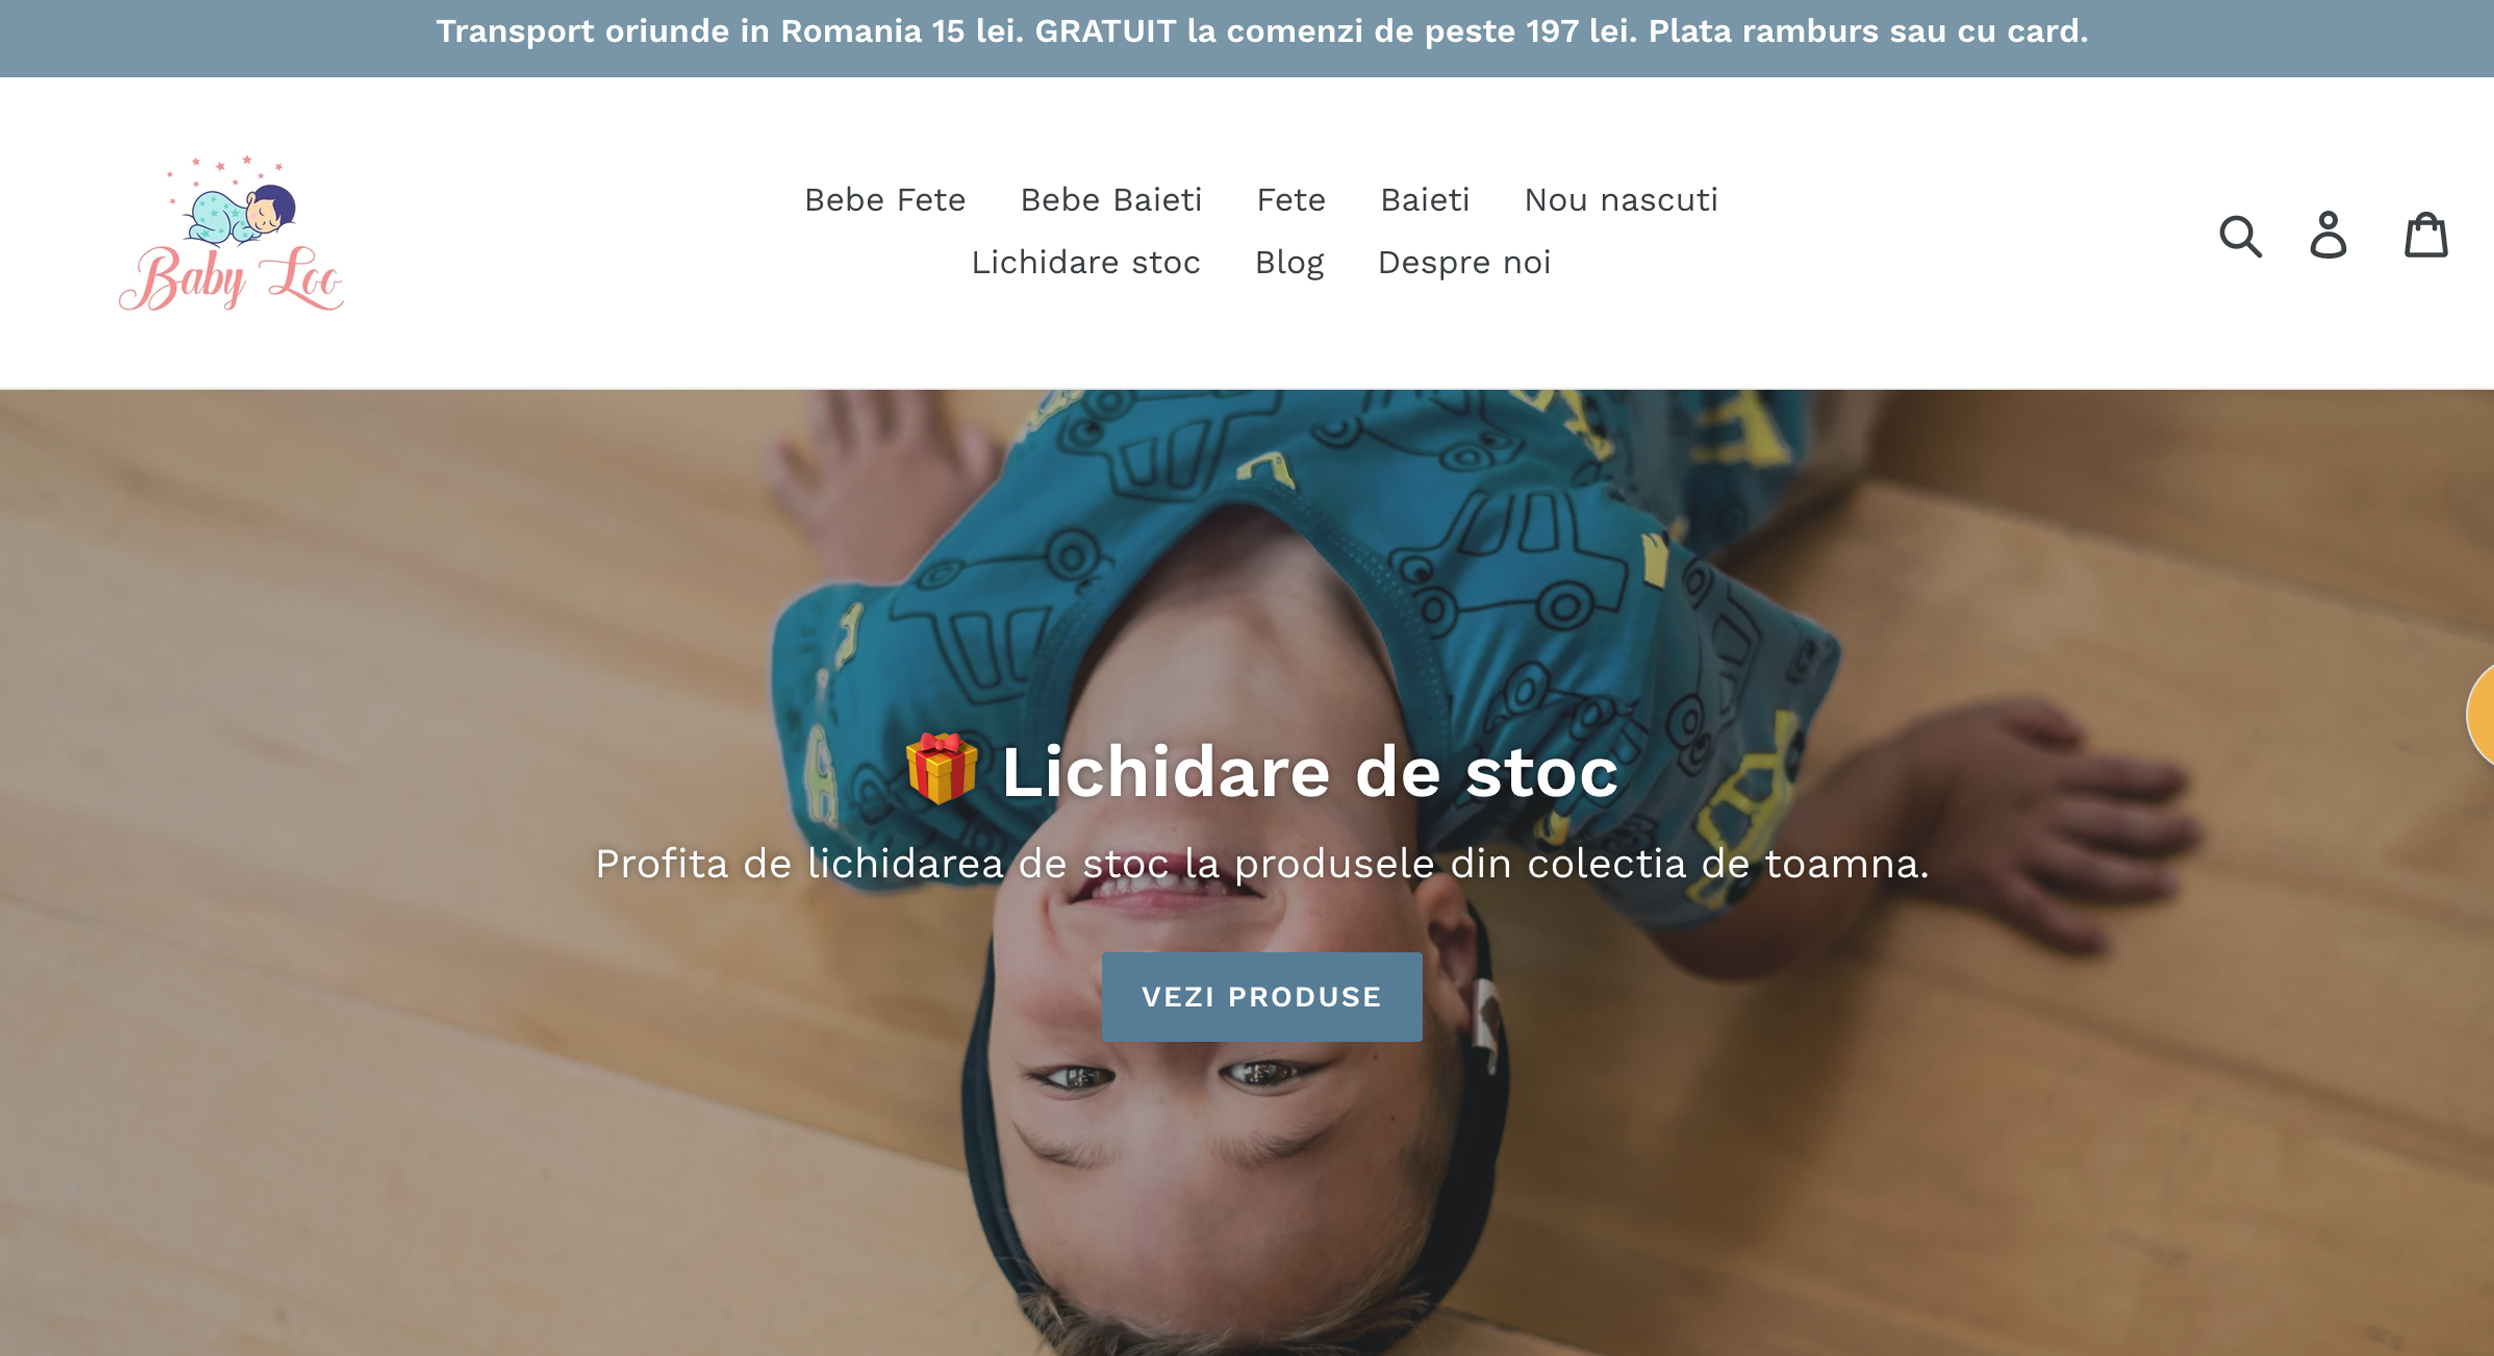 Transport oriunde in Romania 15 lei. GRATUIT la comenzi de peste 197 lei. Plata ramburs sau cu card.
Baby Loo
Bebe Fete Bebe Baieti Fete Baieti Nou nascuti
Lichidare stoc Blog Despre noi
🎁 Lichidare de stoc
Profita de lichidarea de stoc la produsele din colectia de toamna.
VEZI PRODUSE